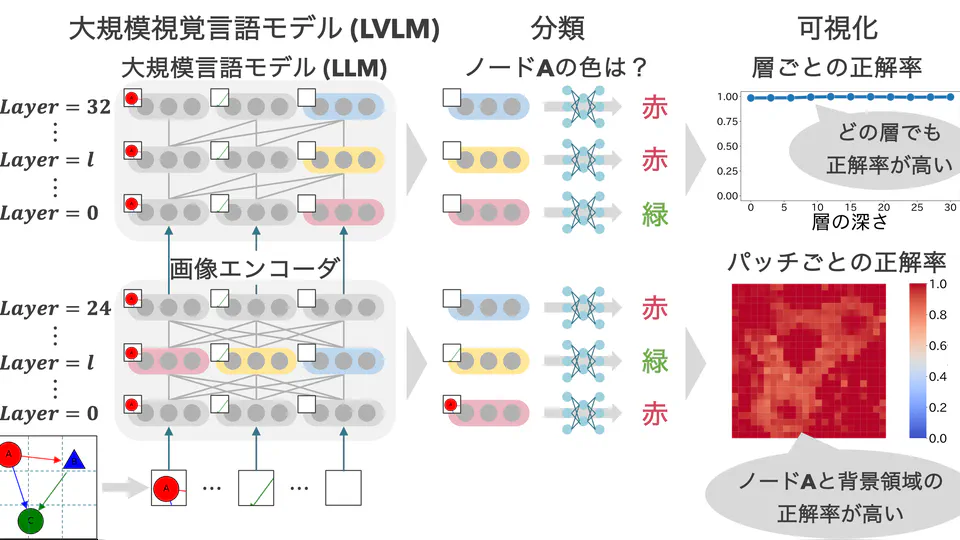 大規模視覚言語モデル (LVLM)
分類
可視化
大規模言語モデル (LLM)
ノードAの色は？
層ごとの正解率
Layer = 32
A
赤
⋮
Layer = l
A
赤
⋮
Layer = 0
A
緑
1.00
0.75
0.50
0.25
0.00
0
5
10
15
20
25
30
層の深さ
どの層でも
正解率が高い
画像エンコーダ
パッチごとの正解率
Layer = 24
A
赤
⋮
Layer = l
A
緑
⋮
Layer = 0
A
A
赤
1.0
0.8
0.6
0.4
0.2
0.0
A
B
C
A
...
...
ノードAと背景領域の
正解率が高い